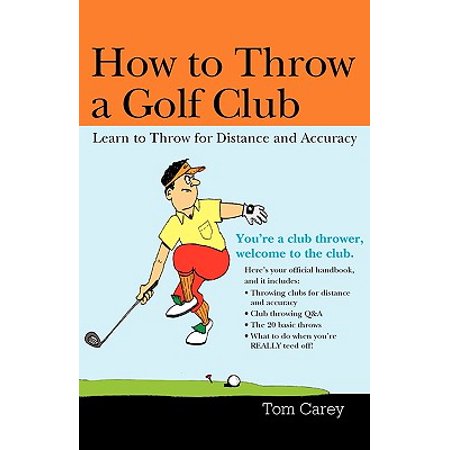 How to Throw
a Golf Club
Learn to Throw for Distance and Accuracy
You're a club thrower,
welcome to the club.
Here's your official handbook,
and it includes:
• Throwing clubs for distance
and accuracy
• Club throwing Q&A
• The 20 basic throws
• What to do when you're
REALLY teed off!
Tom Carey